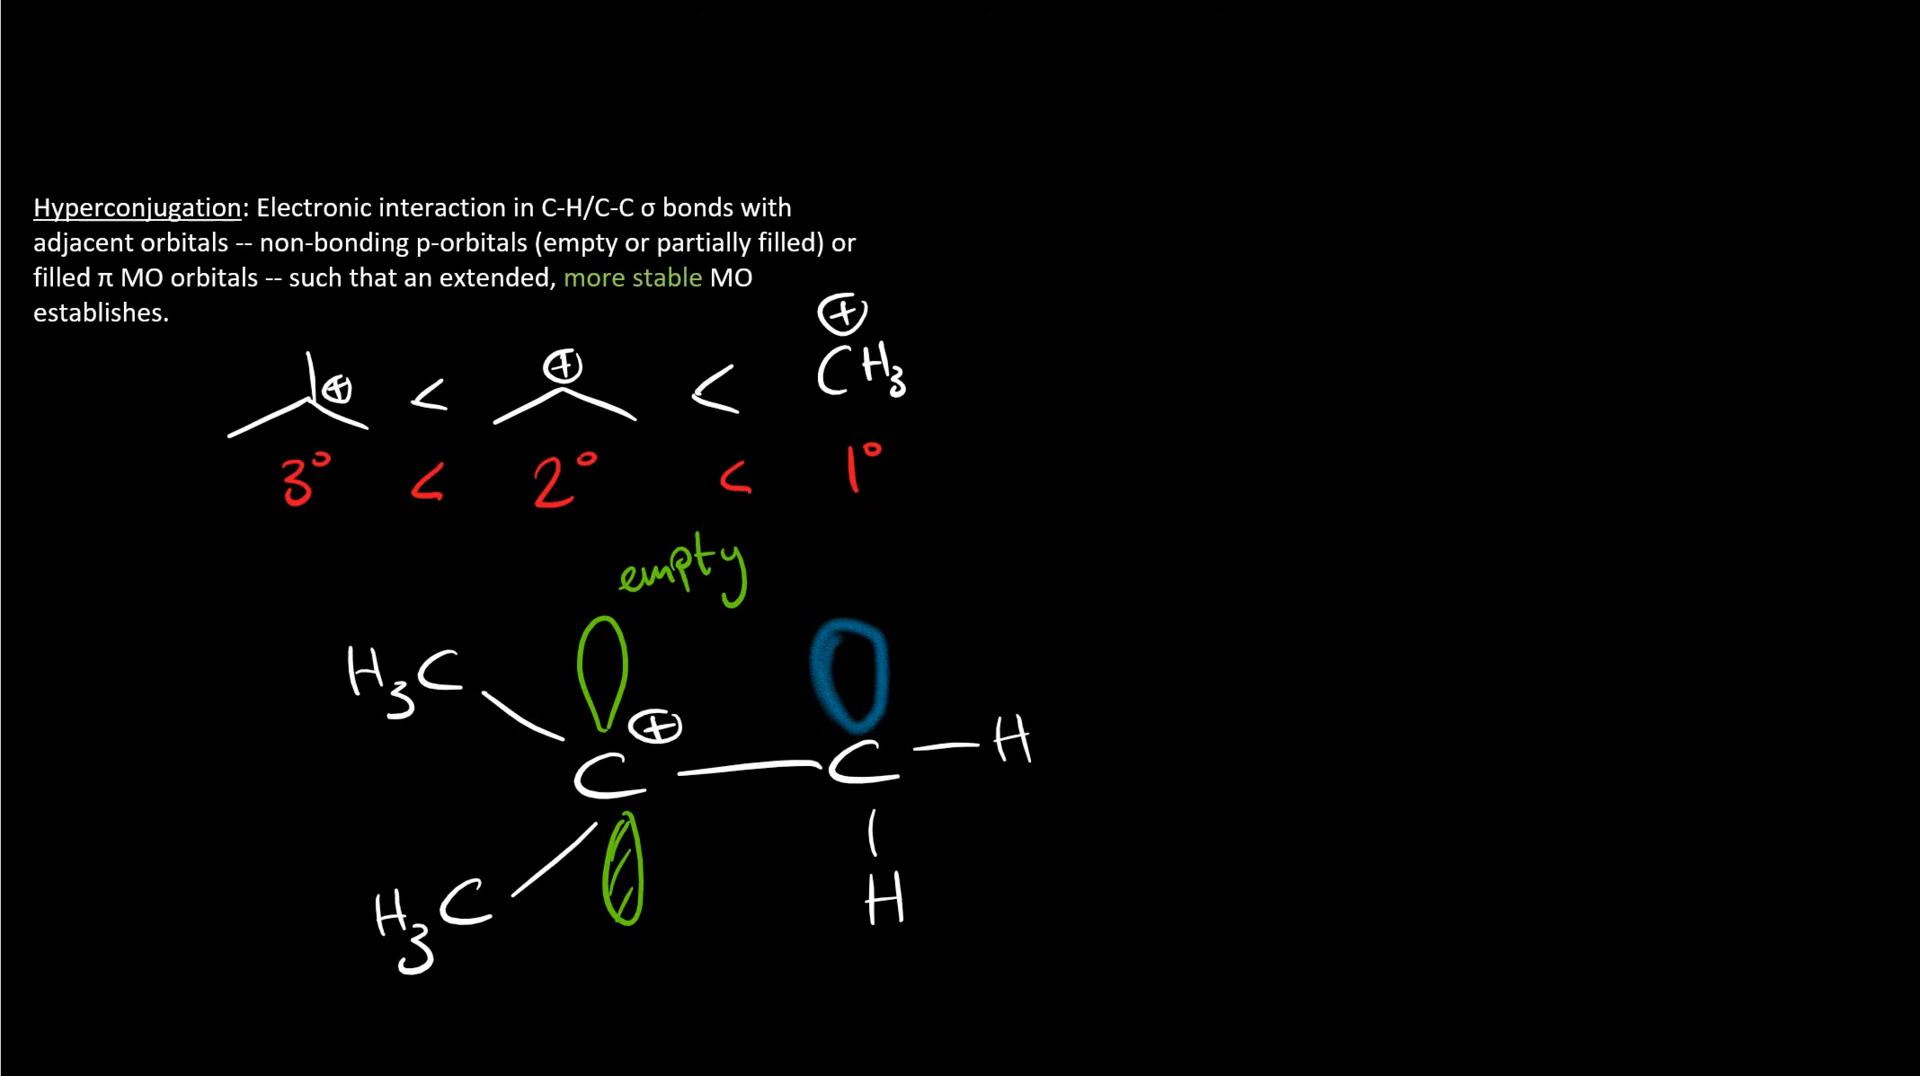 Hyperconjugation: Electronic interaction in C-H/C-C σ bonds with
adjacent orbitals -- non-bonding p-orbitals (empty or partially filled) or
filled π MO orbitals -- such that an extended, more stable MO
establishes.
⊕ < ⊕ < ⊕CH₃
3° < 2° < 1°
empty
H₃C
⊕
C — C — H
H₃C
H